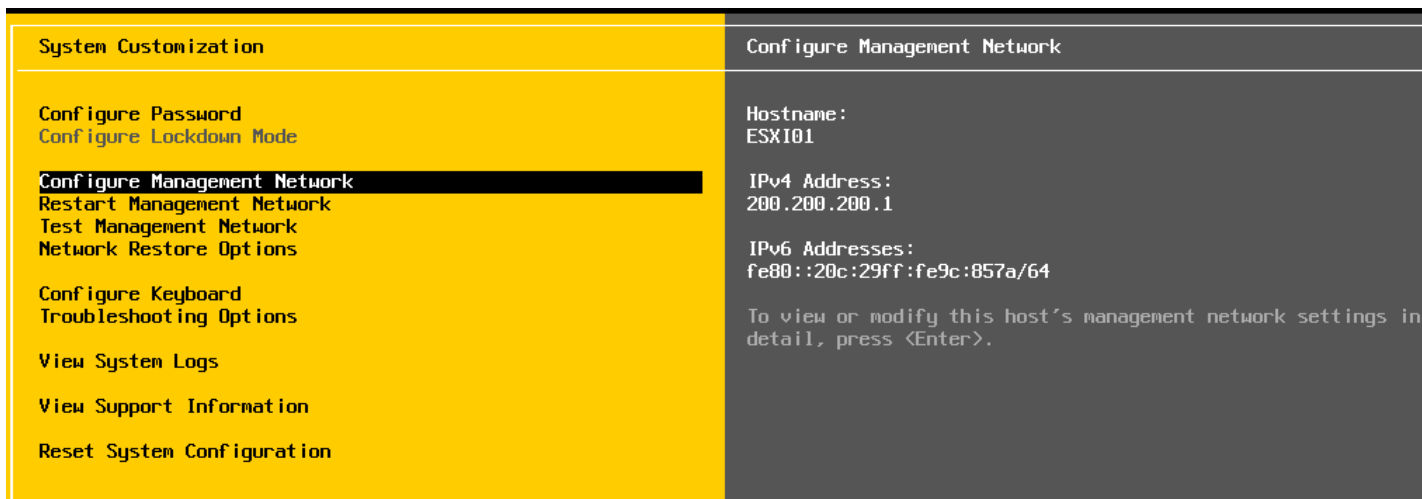 System Customization
Configure Password
Configure Lockdown Mode
Configure Management Network
Restart Management Network
Test Management Network
Network Restore Options
Configure Keyboard
Troubleshooting Options
View System Logs
View Support Information
Reset System Configuration
Configure Management Network
Hostname:
ESXI01
IPv4 Address:
200.200.200.1
IPv6 Addresses:
fe80::20c:29ff:fe9c:857a/64
To view or modify this host's management network settings in
detail, press <Enter>.